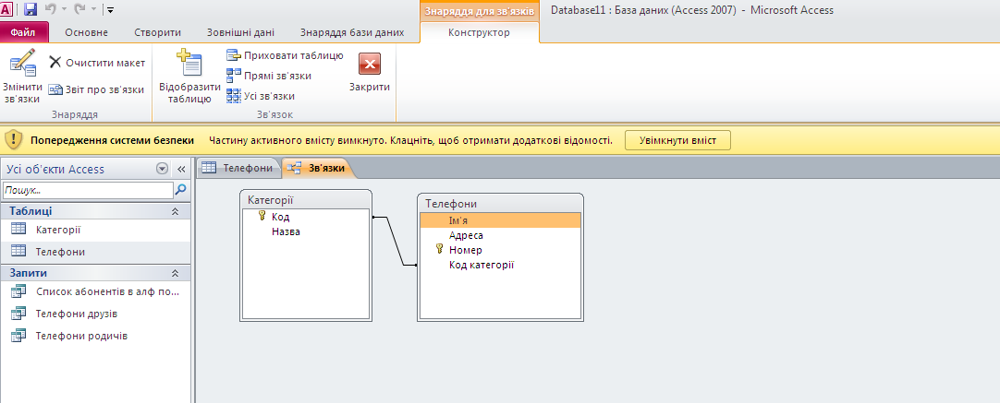 Знаряддя для зв'язків
Database11 : База даних (Access 2007) - Microsoft Access
Файл
Основне
Створити
Зовнішні дані
Знаряддя бази даних
Конструктор
Змінити зв'язки
Очистити макет
Звіт про зв'язки
Знаряддя
Відобразити таблицю
Приховати таблицю
Прямі зв'язки
Усі зв'язки
Закрити
Зв'язок
Попередження системи безпеки
Частину активного вмісту вимкнуто. Клацніть, щоб отримати додаткові відомості.
Увімкнути вміст
Усі об'єкти Access
Пошук...
Таблиці
Категорії
Телефони
Запити
Список абонентів в алф по...
Телефони друзів
Телефони родичів
Телефони
Зв'язки
Категорії
Код
Назва
Телефони
Ім'я
Адреса
Номер
Код категорії